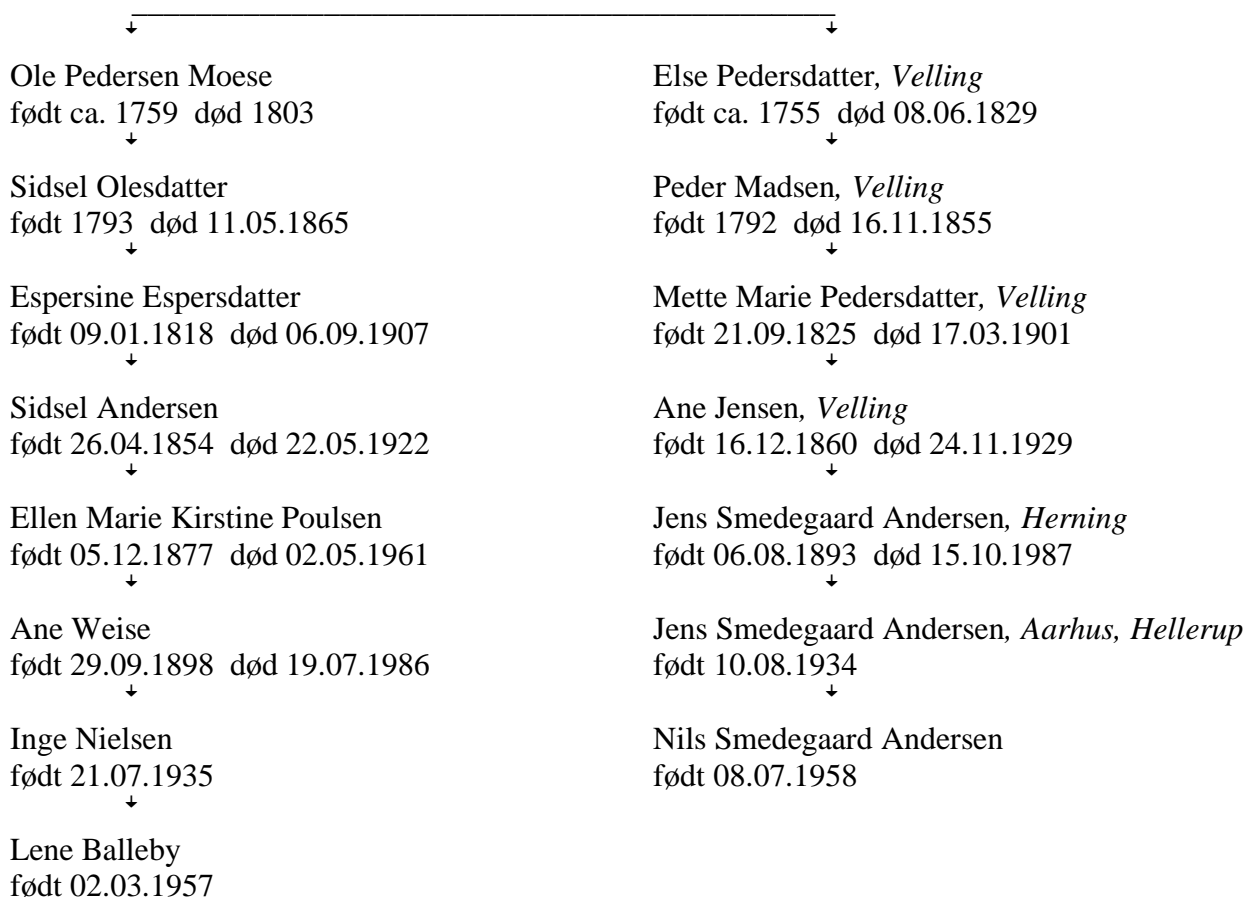 Ole Pedersen Moese
født ca. 1759 død 1803
Sidsel Olesdatter
født 1793 død 11.05.1865
Espersine Espersdatter
født 09.01.1818 død 06.09.1907
Sidsel Andersen
født 26.04.1854 død 22.05.1922
Ellen Marie Kirstine Poulsen
født 05.12.1877 død 02.05.1961
Ane Weise
født 29.09.1898 død 19.07.1986
Inge Nielsen
født 21.07.1935
Lene Balleby
født 02.03.1957
Else Pedersdatter, Velling
født ca. 1755 død 08.06.1829
Peder Madsen, Velling
født 1792 død 16.11.1855
Mette Marie Pedersdatter, Velling
født 21.09.1825 død 17.03.1901
Ane Jensen, Velling
født 16.12.1860 død 24.11.1929
Jens Smedegaard Andersen, Herning
født 06.08.1893 død 15.10.1987
Jens Smedegaard Andersen, Aarhus, Hellerup
født 10.08.1934
Nils Smedegaard Andersen
født 08.07.1958